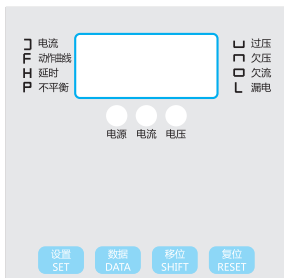 コ 电流
F 动作曲线
H 延时
P 不平衡
⊔ 过压
⊓ 欠压
口 欠流
L 漏电
电源 电流 电压
设置 数据 移位 复位
SET DATA SHIFT RESET